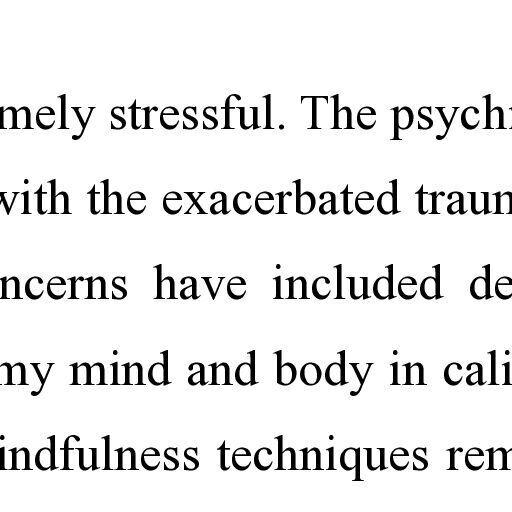 mely stressful. The psych
with the exacerbated traum
ncerns have included de
my mind and body in cali
indfulness techniques rem